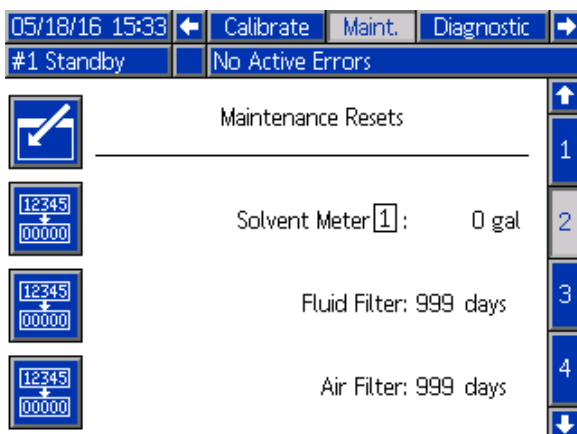 05/18/16 15:33 Calibrate Maint. Diagnostic
#1 Standby No Active Errors
Maintenance Resets
1
12345
00000
Solvent Meter 1 : 0 gal
2
12345
00000
Fluid Filter: 999 days
3
12345
00000
Air Filter: 999 days
4